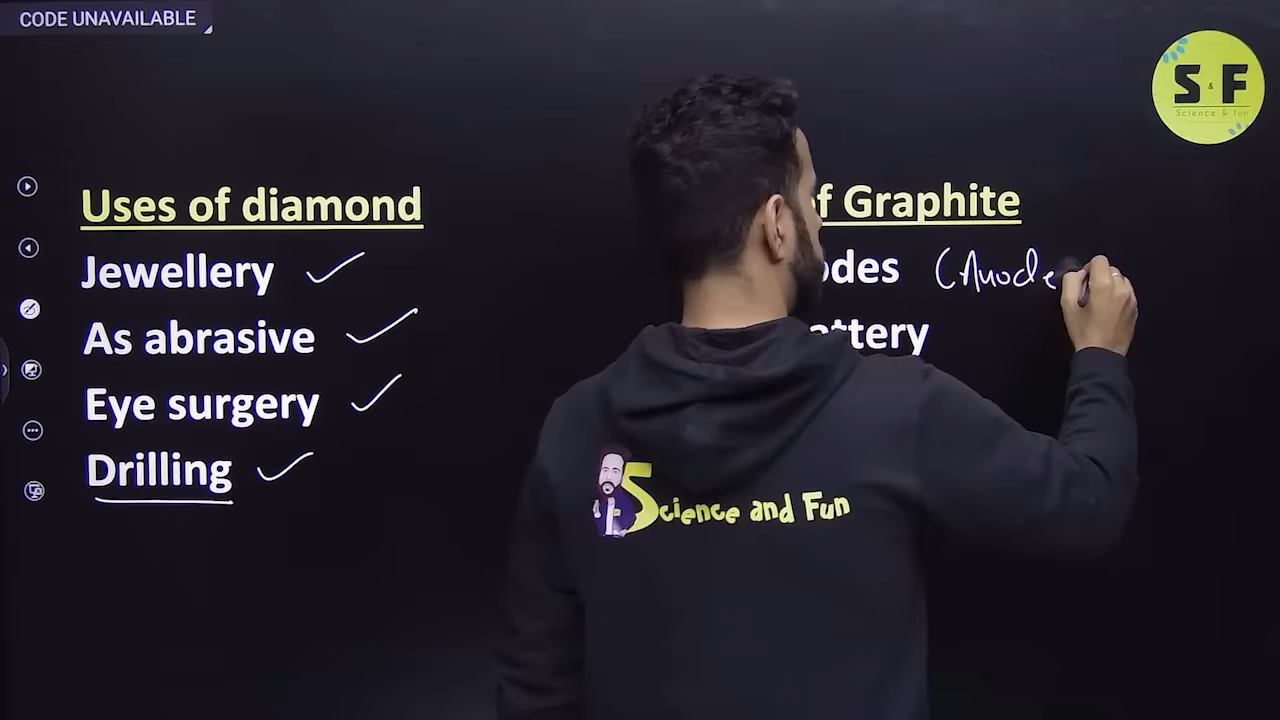 CODE UNAVAILABLE
S & F
Science & fun
Uses of diamond
Jewellery
As abrasive
Eye surgery
Drilling
f Graphite
odes (Anode
attery
Science and Fun